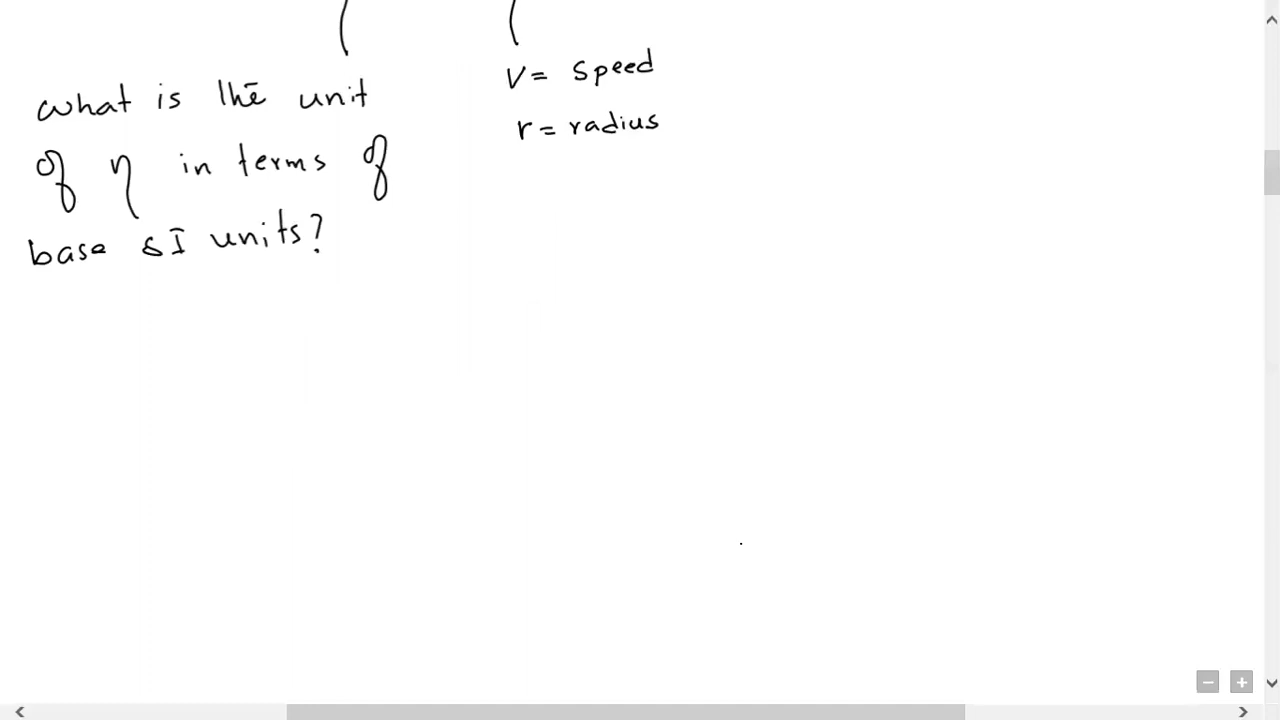 what is the unit
of η in terms of
base SI units?
v = speed
r = radius